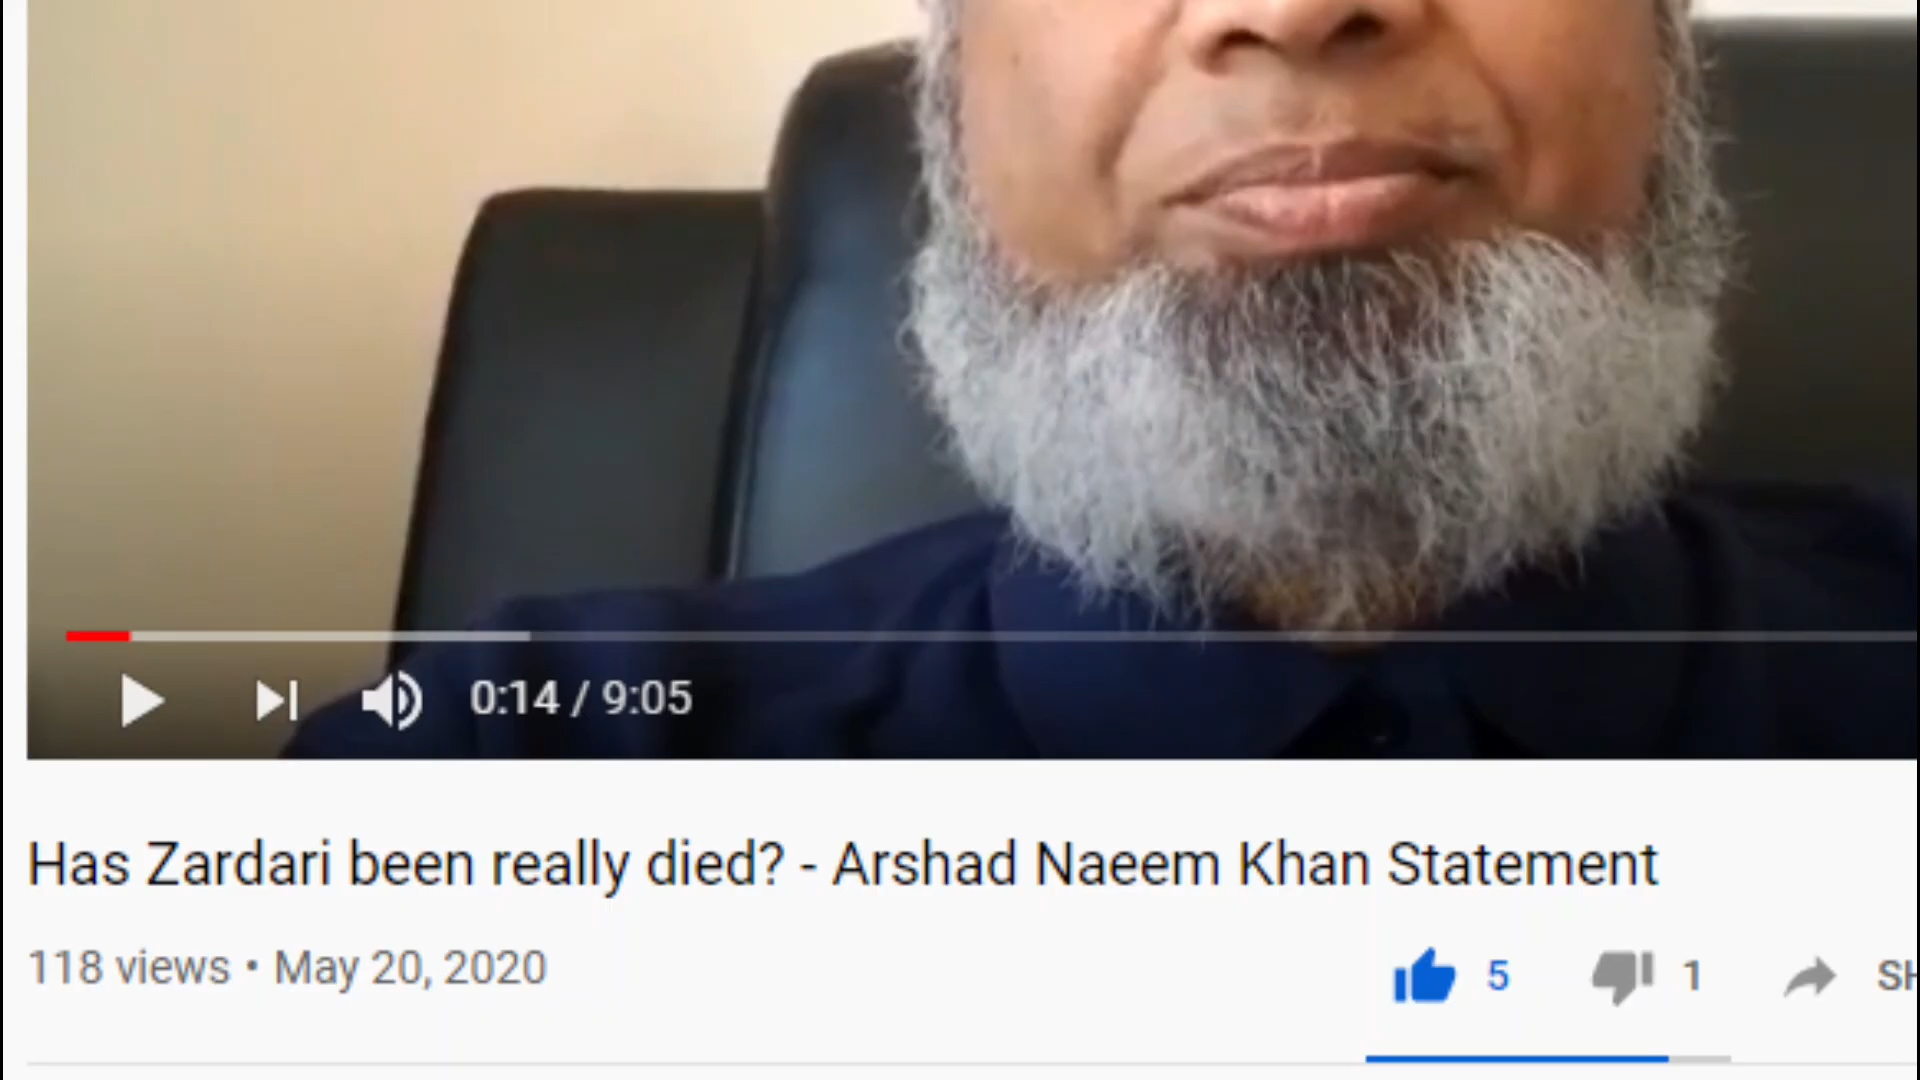 0:14 / 9:05
Has Zardari been really died? - Arshad Naeem Khan Statement
118 views • May 20, 2020
5 1 SH